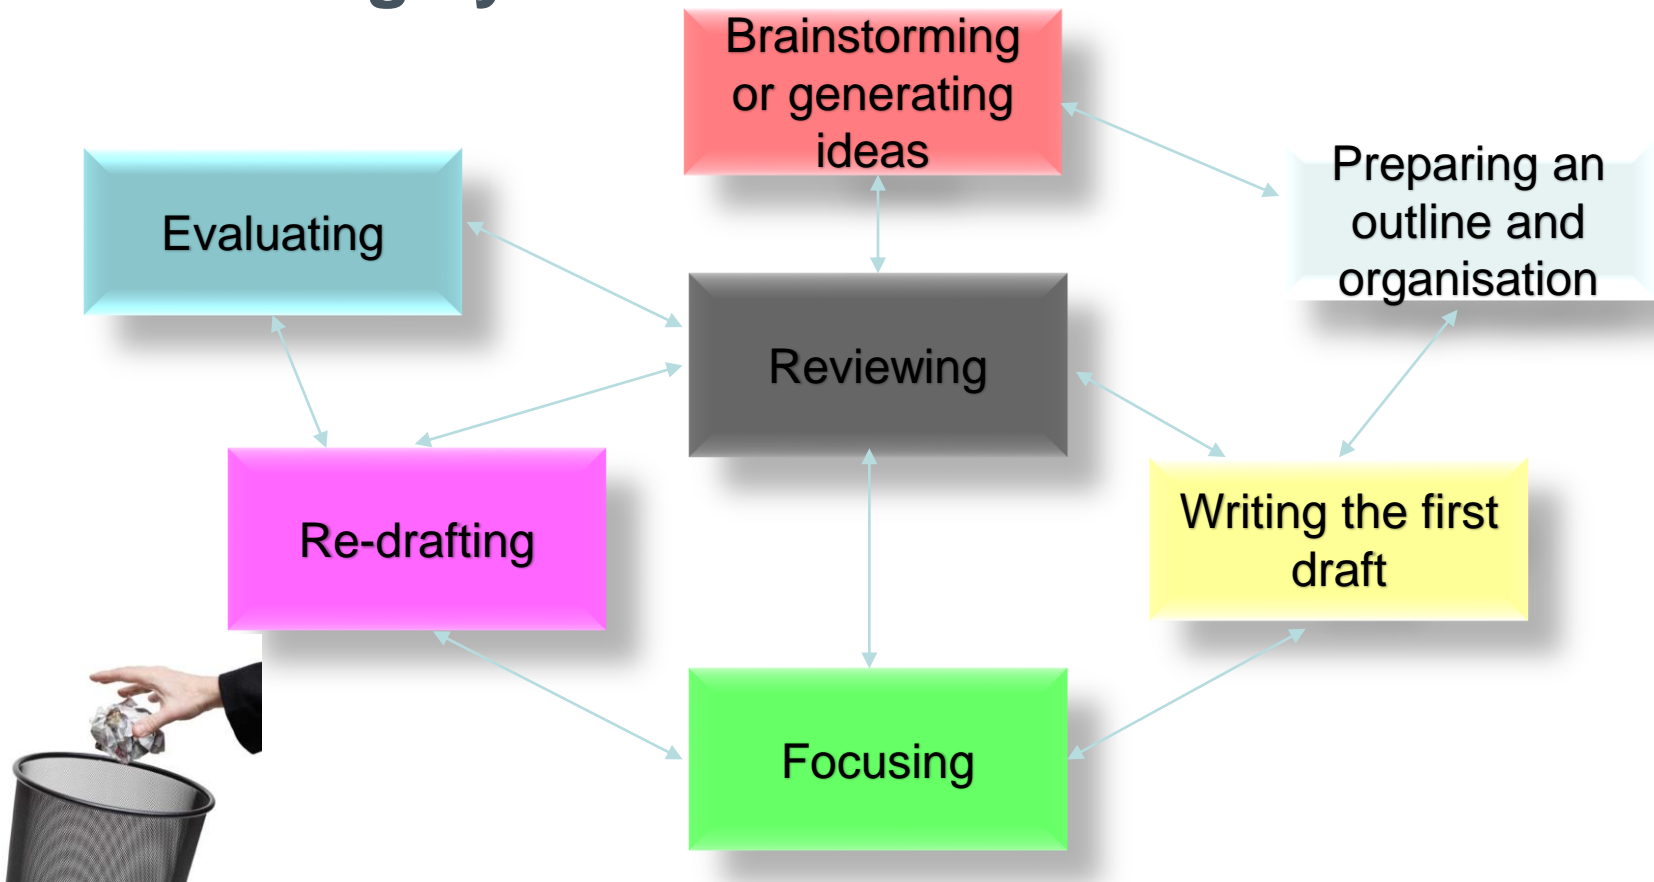 Brainstorming
or generating
ideas
Preparing an
outline and
organisation
Evaluating
Reviewing
Writing the first
draft
Re-drafting
Focusing